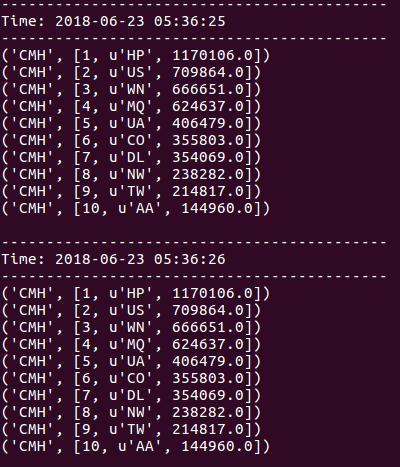 -------------------------------------------
Time: 2018-06-23 05:36:25
-------------------------------------------
('CMH', [1, u'HP', 1170106.0])
('CMH', [2, u'US', 709864.0])
('CMH', [3, u'WN', 666651.0])
('CMH', [4, u'MQ', 624637.0])
('CMH', [5, u'UA', 406479.0])
('CMH', [6, u'CO', 355803.0])
('CMH', [7, u'DL', 354069.0])
('CMH', [8, u'NW', 238282.0])
('CMH', [9, u'TW', 214817.0])
('CMH', [10, u'AA', 144960.0])
-------------------------------------------
Time: 2018-06-23 05:36:26
-------------------------------------------
('CMH', [1, u'HP', 1170106.0])
('CMH', [2, u'US', 709864.0])
('CMH', [3, u'WN', 666651.0])
('CMH', [4, u'MQ', 624637.0])
('CMH', [5, u'UA', 406479.0])
('CMH', [6, u'CO', 355803.0])
('CMH', [7, u'DL', 354069.0])
('CMH', [8, u'NW', 238282.0])
('CMH', [9, u'TW', 214817.0])
('CMH', [10, u'AA', 144960.0])